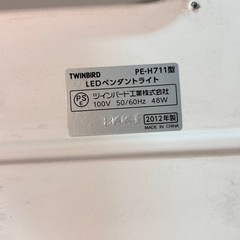 TWINBIRD PE-H711型
LEDペンダントライト
PSE ツインバード工業株式会社
100V 50/60Hz 48W
2012年製
MADE IN CHINA